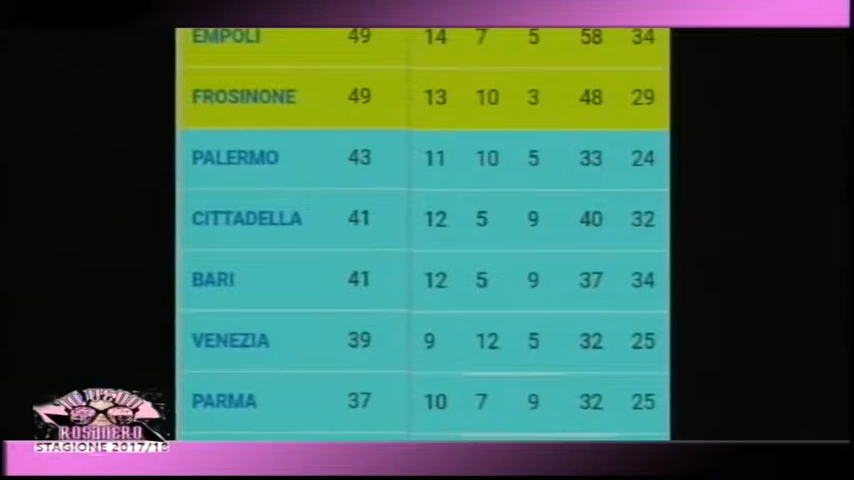 EMPOLI 49 14 7 5 58 34
FROSINONE 49 13 10 3 48 29
PALERMO 43 11 10 5 33 24
CITTADELLA 41 12 5 9 40 32
BARI 41 12 5 9 37 34
VENEZIA 39 9 12 5 32 25
PARMA 37 10 7 9 32 25
ROSANERO
STAGIONE 2017/18